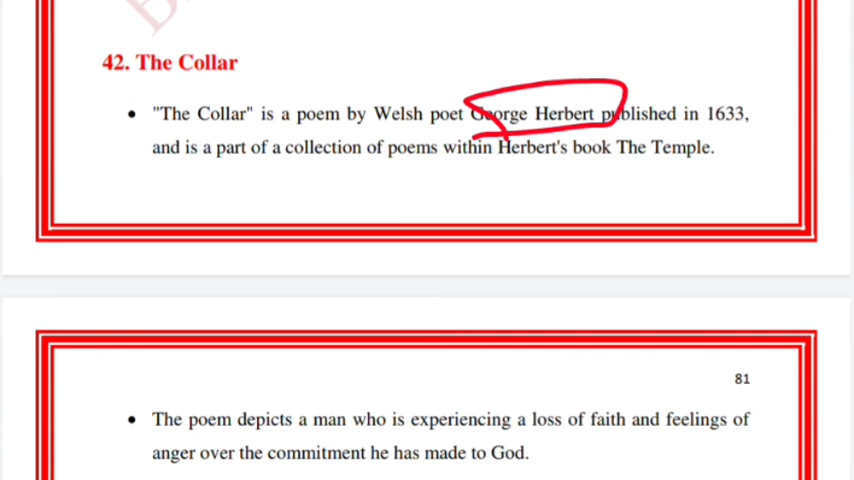 42. The Collar
• "The Collar" is a poem by Welsh poet George Herbert published in 1633,
and is a part of a collection of poems within Herbert's book The Temple.
81
• The poem depicts a man who is experiencing a loss of faith and feelings of
anger over the commitment he has made to God.